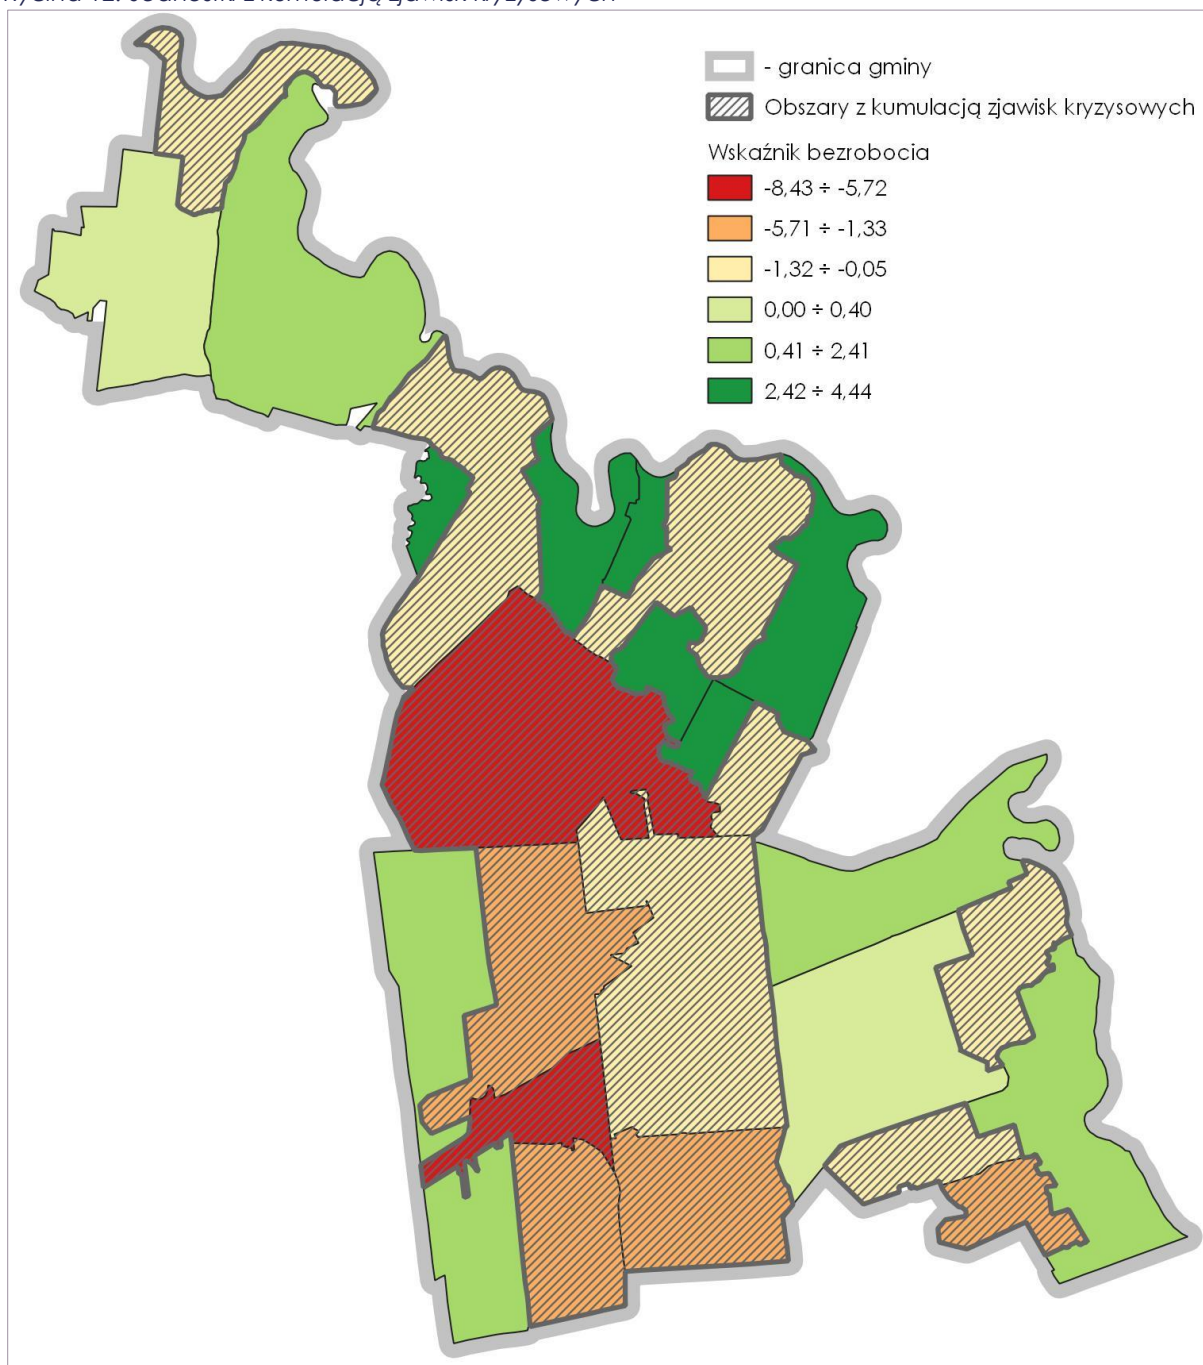 - granica gminy
Obszary z kumulacją zjawisk kryzysowych
Wskaźnik bezrobocia
-8,43 ÷ -5,72
-5,71 ÷ -1,33
-1,32 ÷ -0,05
0,00 ÷ 0,40
0,41 ÷ 2,41
2,42 ÷ 4,44